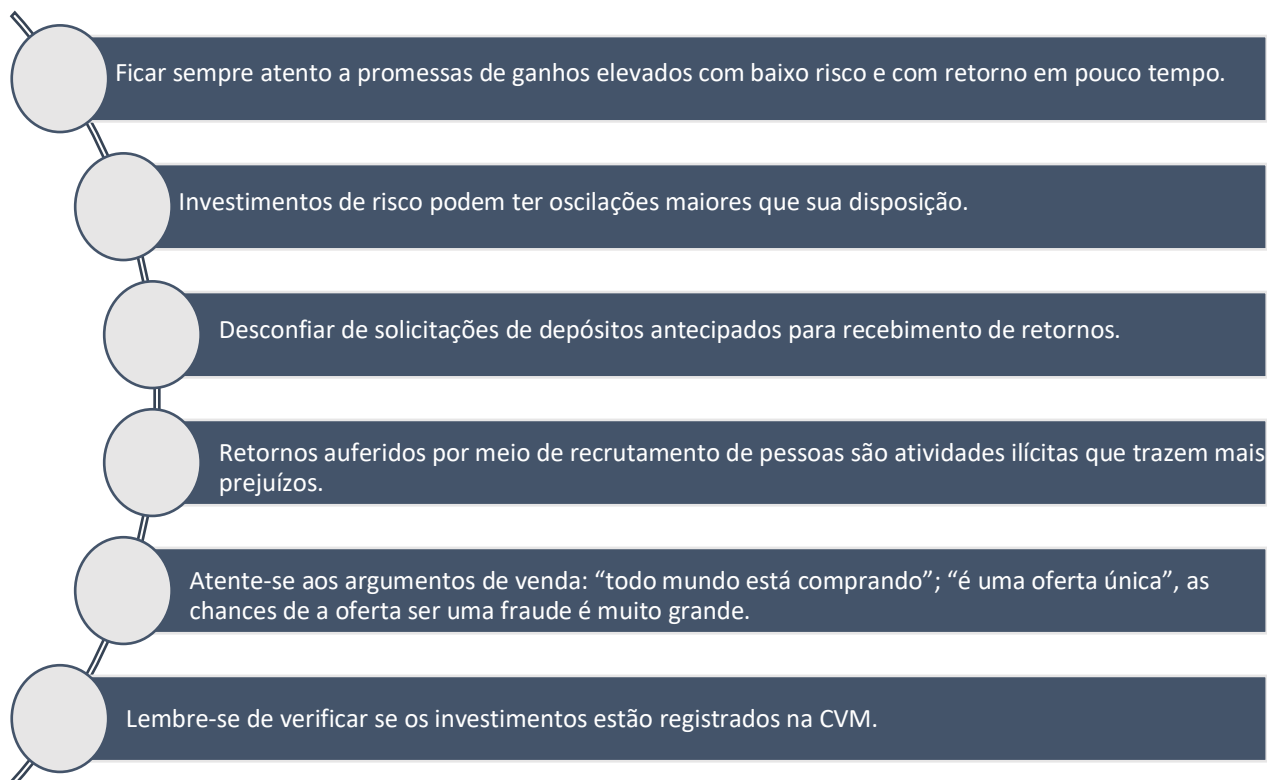 Ficar sempre atento a promessas de ganhos elevados com baixo risco e com retorno em pouco tempo.
Investimentos de risco podem ter oscilações maiores que sua disposição.
Desconfiar de solicitações de depósitos antecipados para recebimento de retornos.
Retornos auferidos por meio de recrutamento de pessoas são atividades ilícitas que trazem mais
prejuízos.
Atente-se aos argumentos de venda: “todo mundo está comprando”; “é uma oferta única”, as
chances de a oferta ser uma fraude é muito grande.
Lembre-se de verificar se os investimentos estão registrados na CVM.